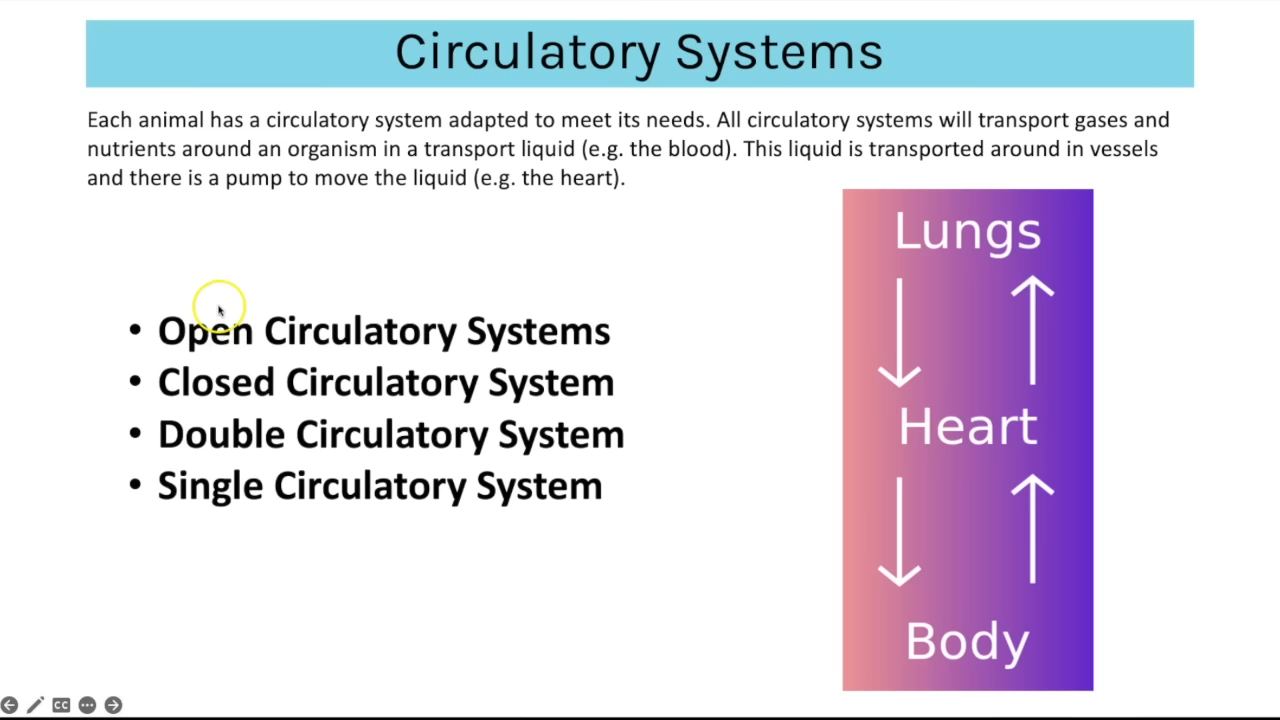 Circulatory Systems
Each animal has a circulatory system adapted to meet its needs. All circulatory systems will transport gases and
nutrients around an organism in a transport liquid (e.g. the blood). This liquid is transported around in vessels
and there is a pump to move the liquid (e.g. the heart).
• Open Circulatory Systems
• Closed Circulatory System
• Double Circulatory System
• Single Circulatory System
Lungs
Heart
Body
CC